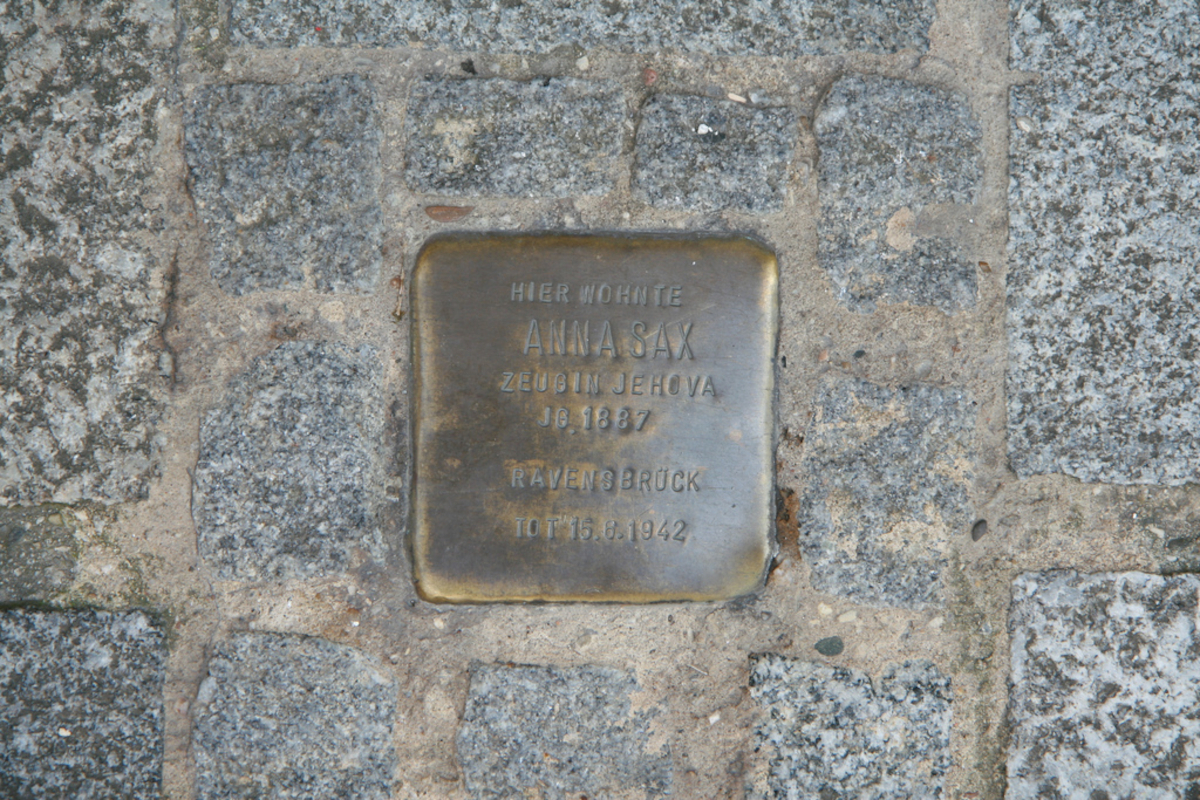 HIER WOHNTE
ANNA SAX
ZEUGIN JEHOVA
JG. 1887
RAVENSBRÜCK
TOT 15.6.1942